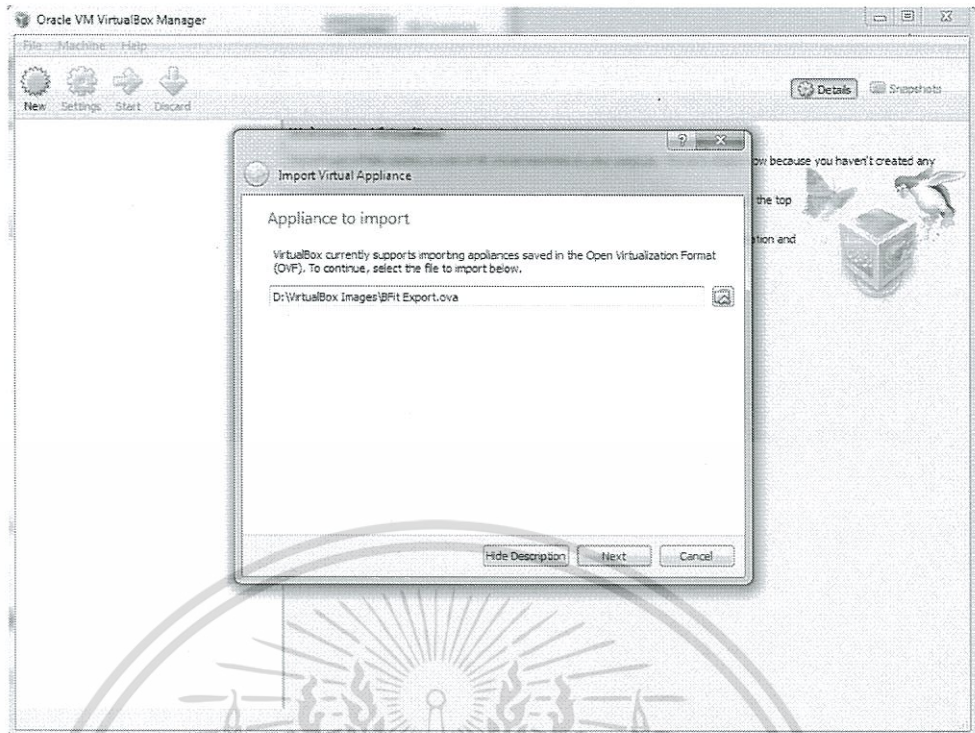 Oracle VM VirtualBox Manager
File Machine Help
New Settings Start Discard
Details Snapshots
Import Virtual Appliance
Appliance to import
VirtualBox currently supports importing appliances saved in the Open Virtualization Format
(OVF). To continue, select the file to import below.
D:\VirtualBox Images\BFit Export.ova
Hide Description Next Cancel
because you haven't created any
the top
and